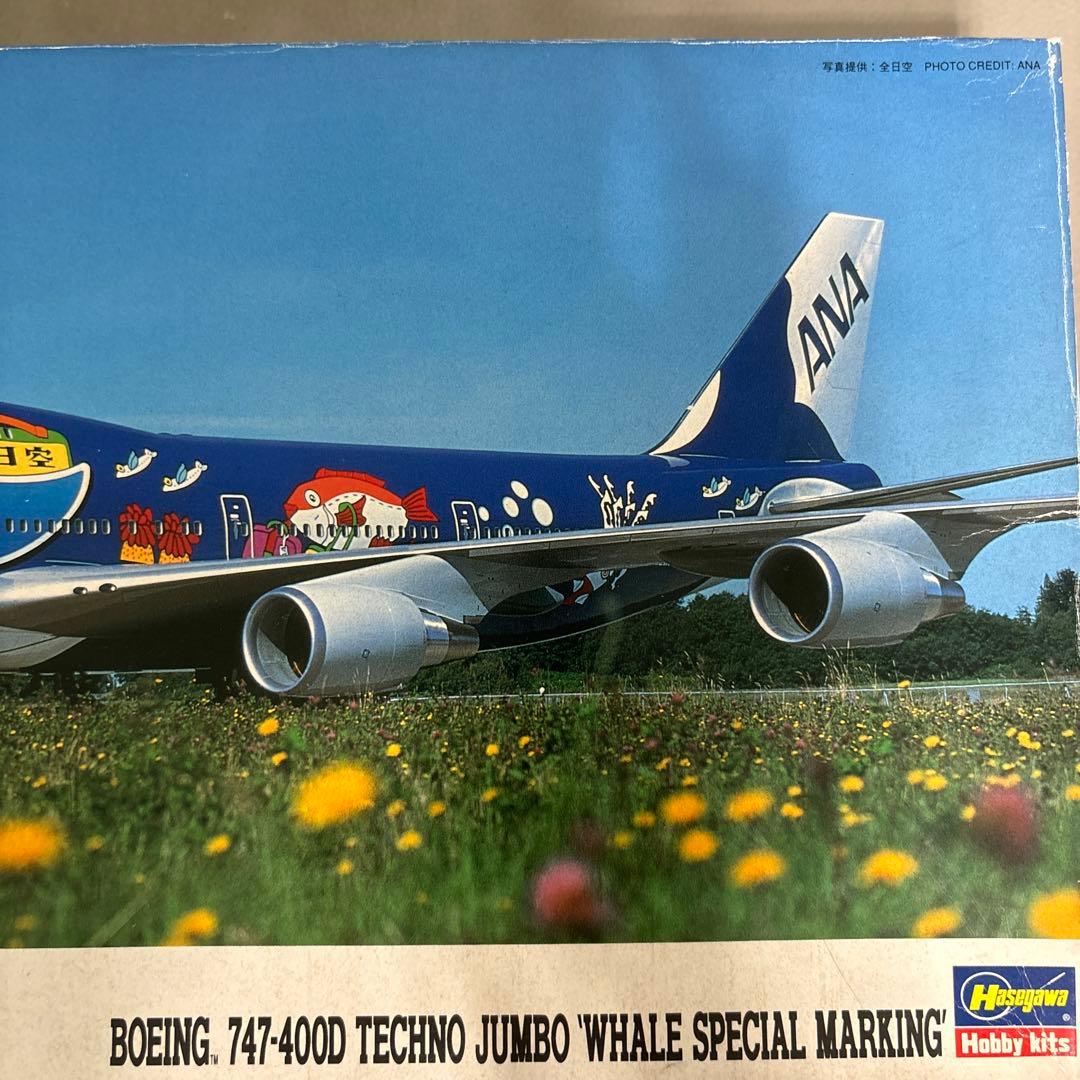 写真提供：全日空 PHOTO CREDIT: ANA
ANA
日空
BOEING™ 747-400D TECHNO JUMBO 'WHALE SPECIAL MARKING'
Hasegawa®
Hobby kits